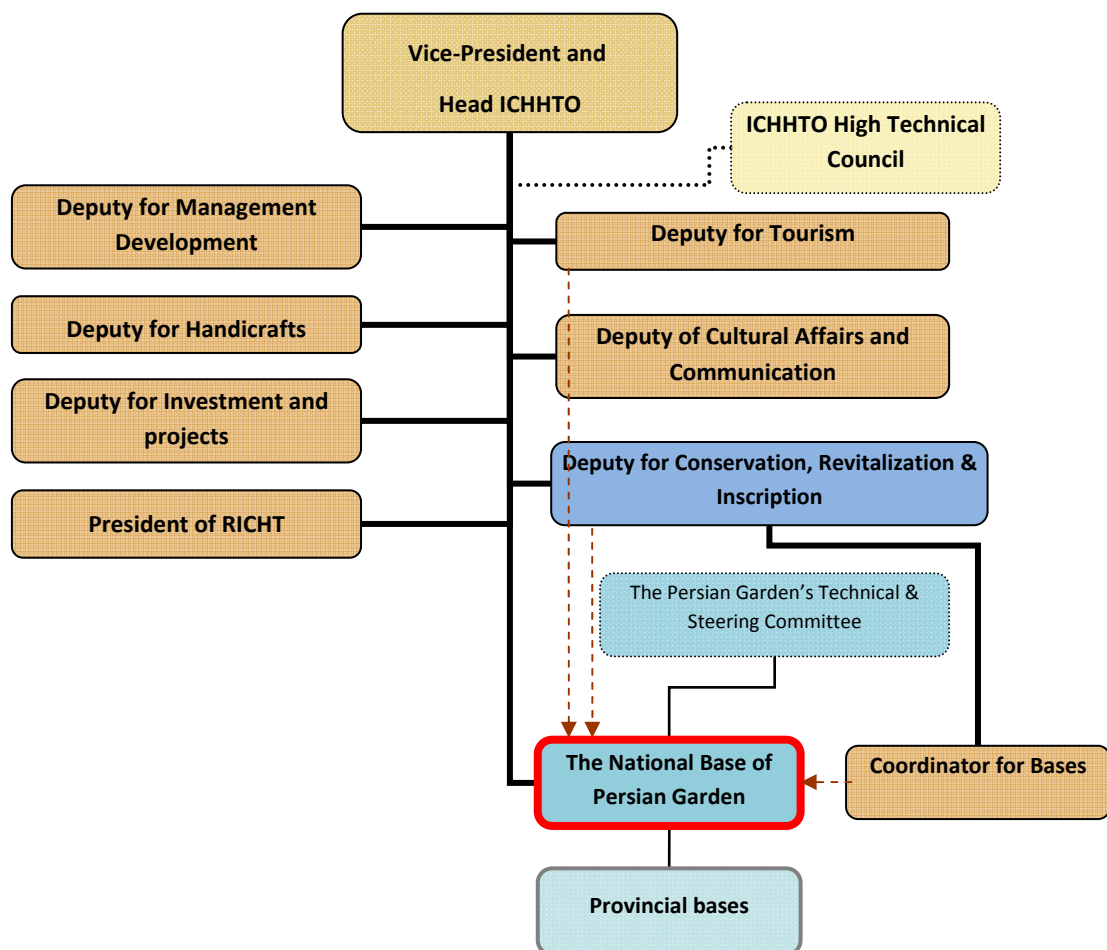 Vice-President and
Head ICHHTO
ICHHTO High Technical
Council
Deputy for Management
Development
Deputy for Tourism
Deputy for Handicrafts
Deputy of Cultural Affairs and
Communication
Deputy for Investment and
projects
Deputy for Conservation, Revitalization &
Inscription
President of RICHT
The Persian Garden’s Technical &
Steering Committee
The National Base of
Persian Garden
Coordinator for Bases
Provincial bases